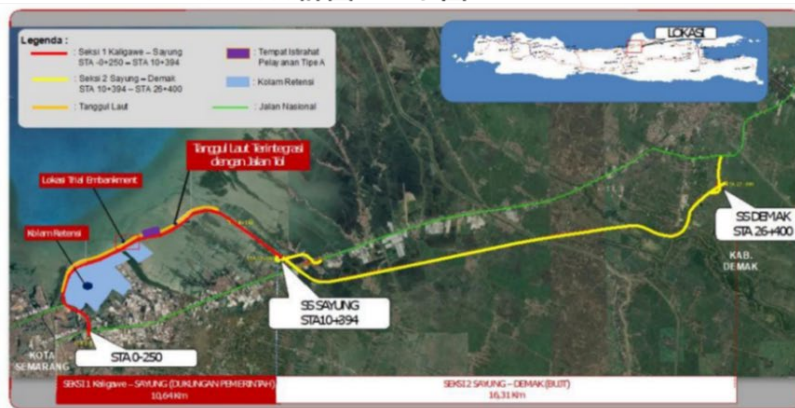 Legenda :
: Seksi 1 Kaligawe – Sayung
STA -0+250 – STA 10+394
: Seksi 2 Sayung – Demak
STA 10+394 – STA 26+400
: Tanggul Laut
: Tempat Istirahat
Pelayanan Tipe A
: Kolam Retensi
: Jalan Nasional
LOKASI
Tanggul Laut Terintegrasi
dengan Jalan Tol
Lokasi Trial Embankment
Kolam Retensi
SS DEMAK
STA 26+400
KAB.
DEMAK
SS SAYUNG
STA10+394
STA 0-250
KOTA
SEMARANG
SEKSI 1 Kaligawe – SAYUNG (DUKUNGAN PEMERINTAH)
10,64 Km
SEKSI 2 SAYUNG – DEMAK (BUJT)
16,31 Km